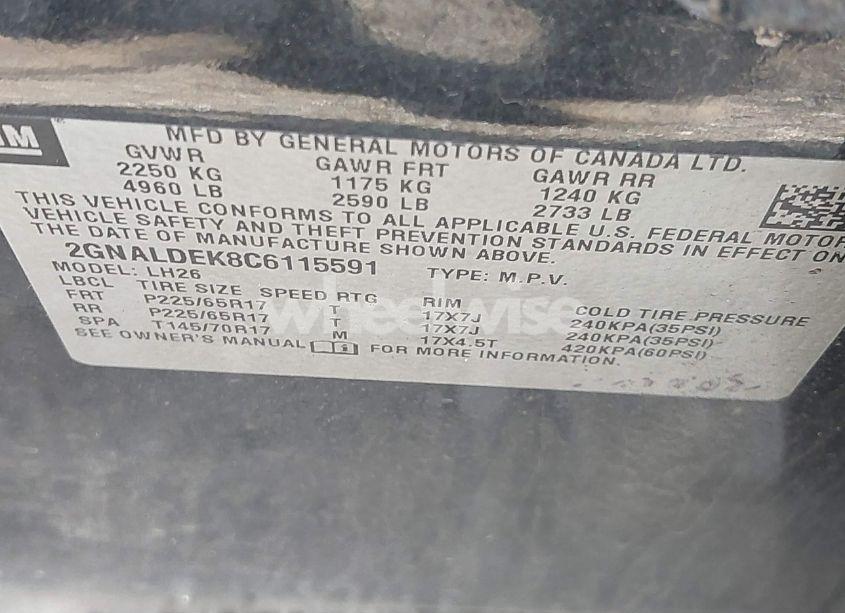 GM
MFD BY GENERAL MOTORS OF CANADA LTD.
GVWR GAWR FRT GAWR RR
2250 KG 1175 KG 1240 KG
4960 LB 2590 LB 2733 LB
THIS VEHICLE CONFORMS TO ALL APPLICABLE U.S. FEDERAL MOTOR
VEHICLE SAFETY AND THEFT PREVENTION STANDARDS IN EFFECT ON
THE DATE OF MANUFACTURE SHOWN ABOVE.
2GNALDEK8C6115591 TYPE: M.P.V.
MODEL: LH26
LBCL TIRE SIZE SPEED RTG RIM COLD TIRE PRESSURE
FRT P225/65R17 T 17X7J 240KPA(35PSI)
RR P225/65R17 T 17X7J 240KPA(35PSI)
SPA T145/70R17 M 17X4.5T 420KPA(60PSI)
SEE OWNER'S MANUAL FOR MORE INFORMATION.
wheelwise